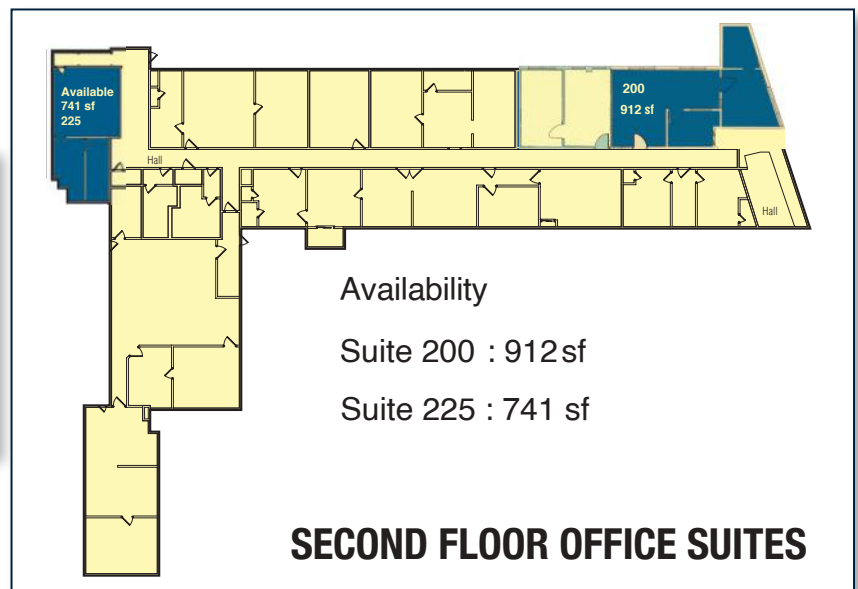 Available
741 sf
225
200
912 sf
Hall
Hall
Availability
Suite 200 : 912 sf
Suite 225 : 741 sf
SECOND FLOOR OFFICE SUITES